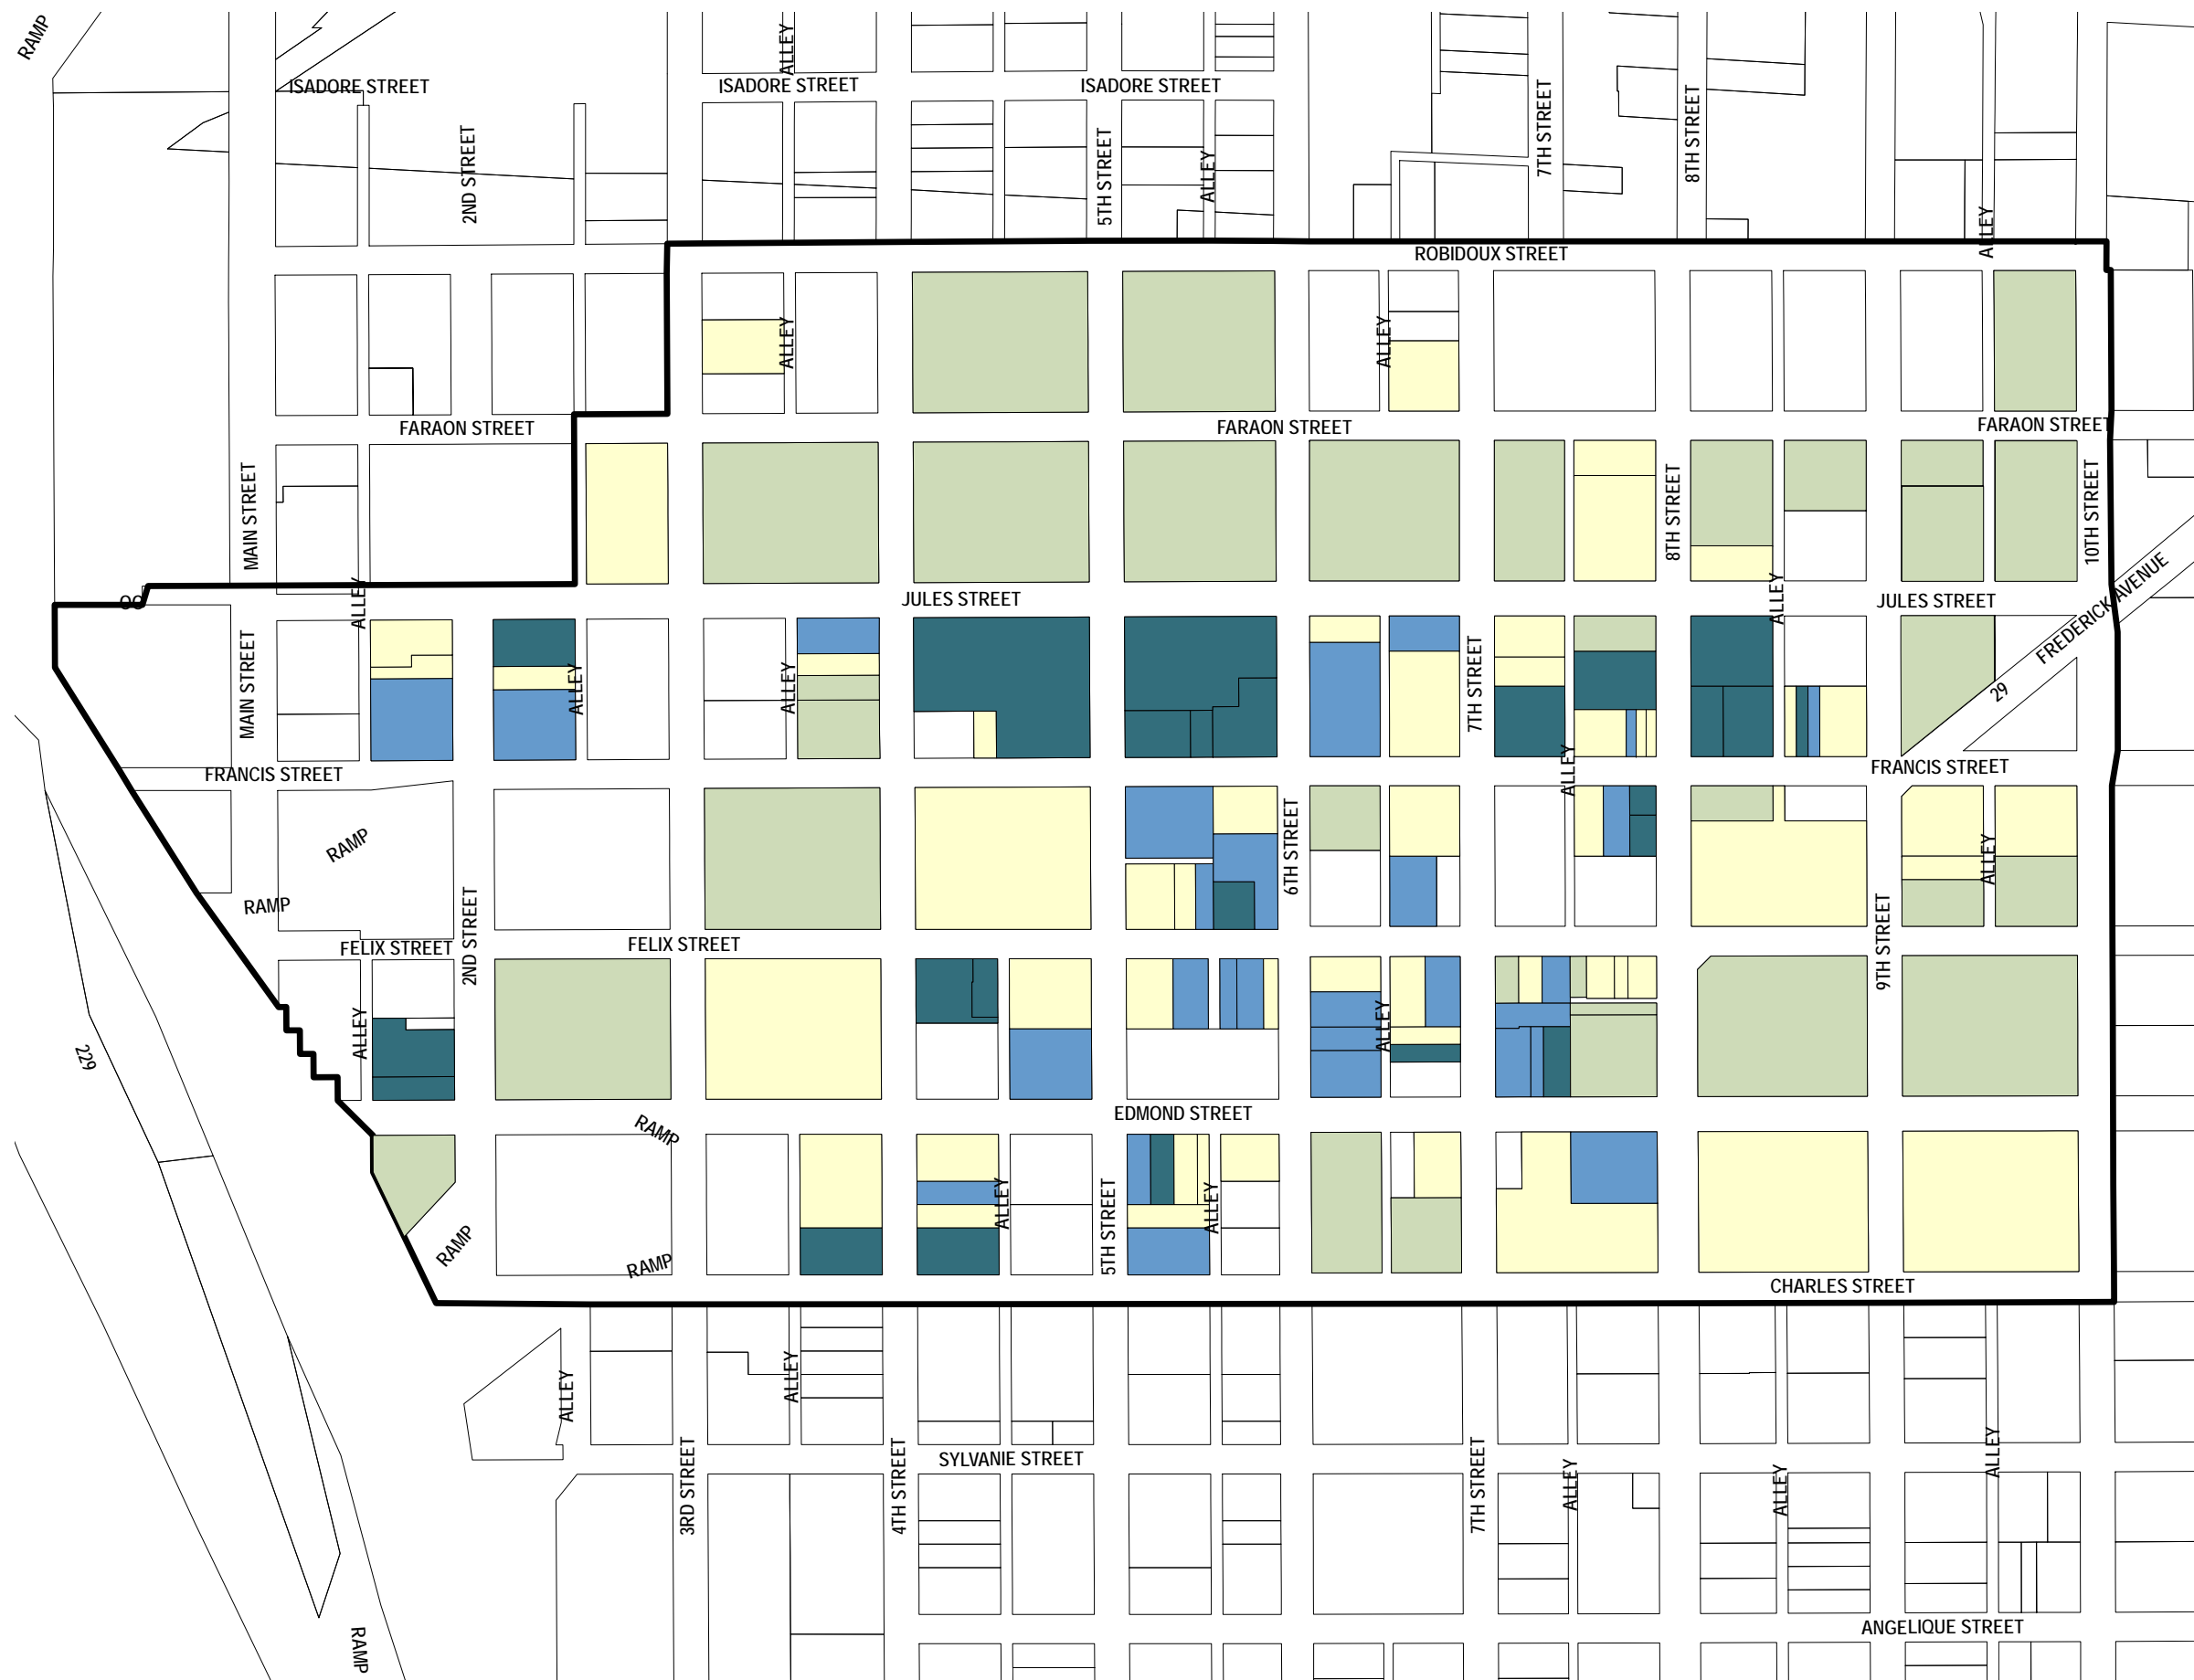 RAMP
ALLEY
ISADORE STREET
ISADORE STREET
ISADORE STREET
2ND STREET
5TH STREET
ALLEY
7TH STREET
8TH STREET
ALLEY
ROBIDOUX STREET
ALLEY
ALLEY
FARAON STREET
FARAON STREET
FARAON STREET
MAIN STREET
8TH STREET
10TH STREET
ALLEY
JULES STREET
ALLEY
JULES STREET
FREDERICK AVENUE
MAIN STREET
ALLEY
ALLEY
7TH STREET
29
FRANCIS STREET
ALLEY
FRANCIS STREET
RAMP
6TH STREET
ALLEY
RAMP
2ND STREET
9TH STREET
FELIX STREET
FELIX STREET
229
ALLEY
ALLEY
RAMP
EDMOND STREET
RAMP
RAMP
ALLEY
5TH STREET
ALLEY
CHARLES STREET
ALLEY
ALLEY
3RD STREET
4TH STREET
SYLVANIE STREET
7TH STREET
ALLEY
ALLEY
ALLEY
RAMP
ANGELIQUE STREET